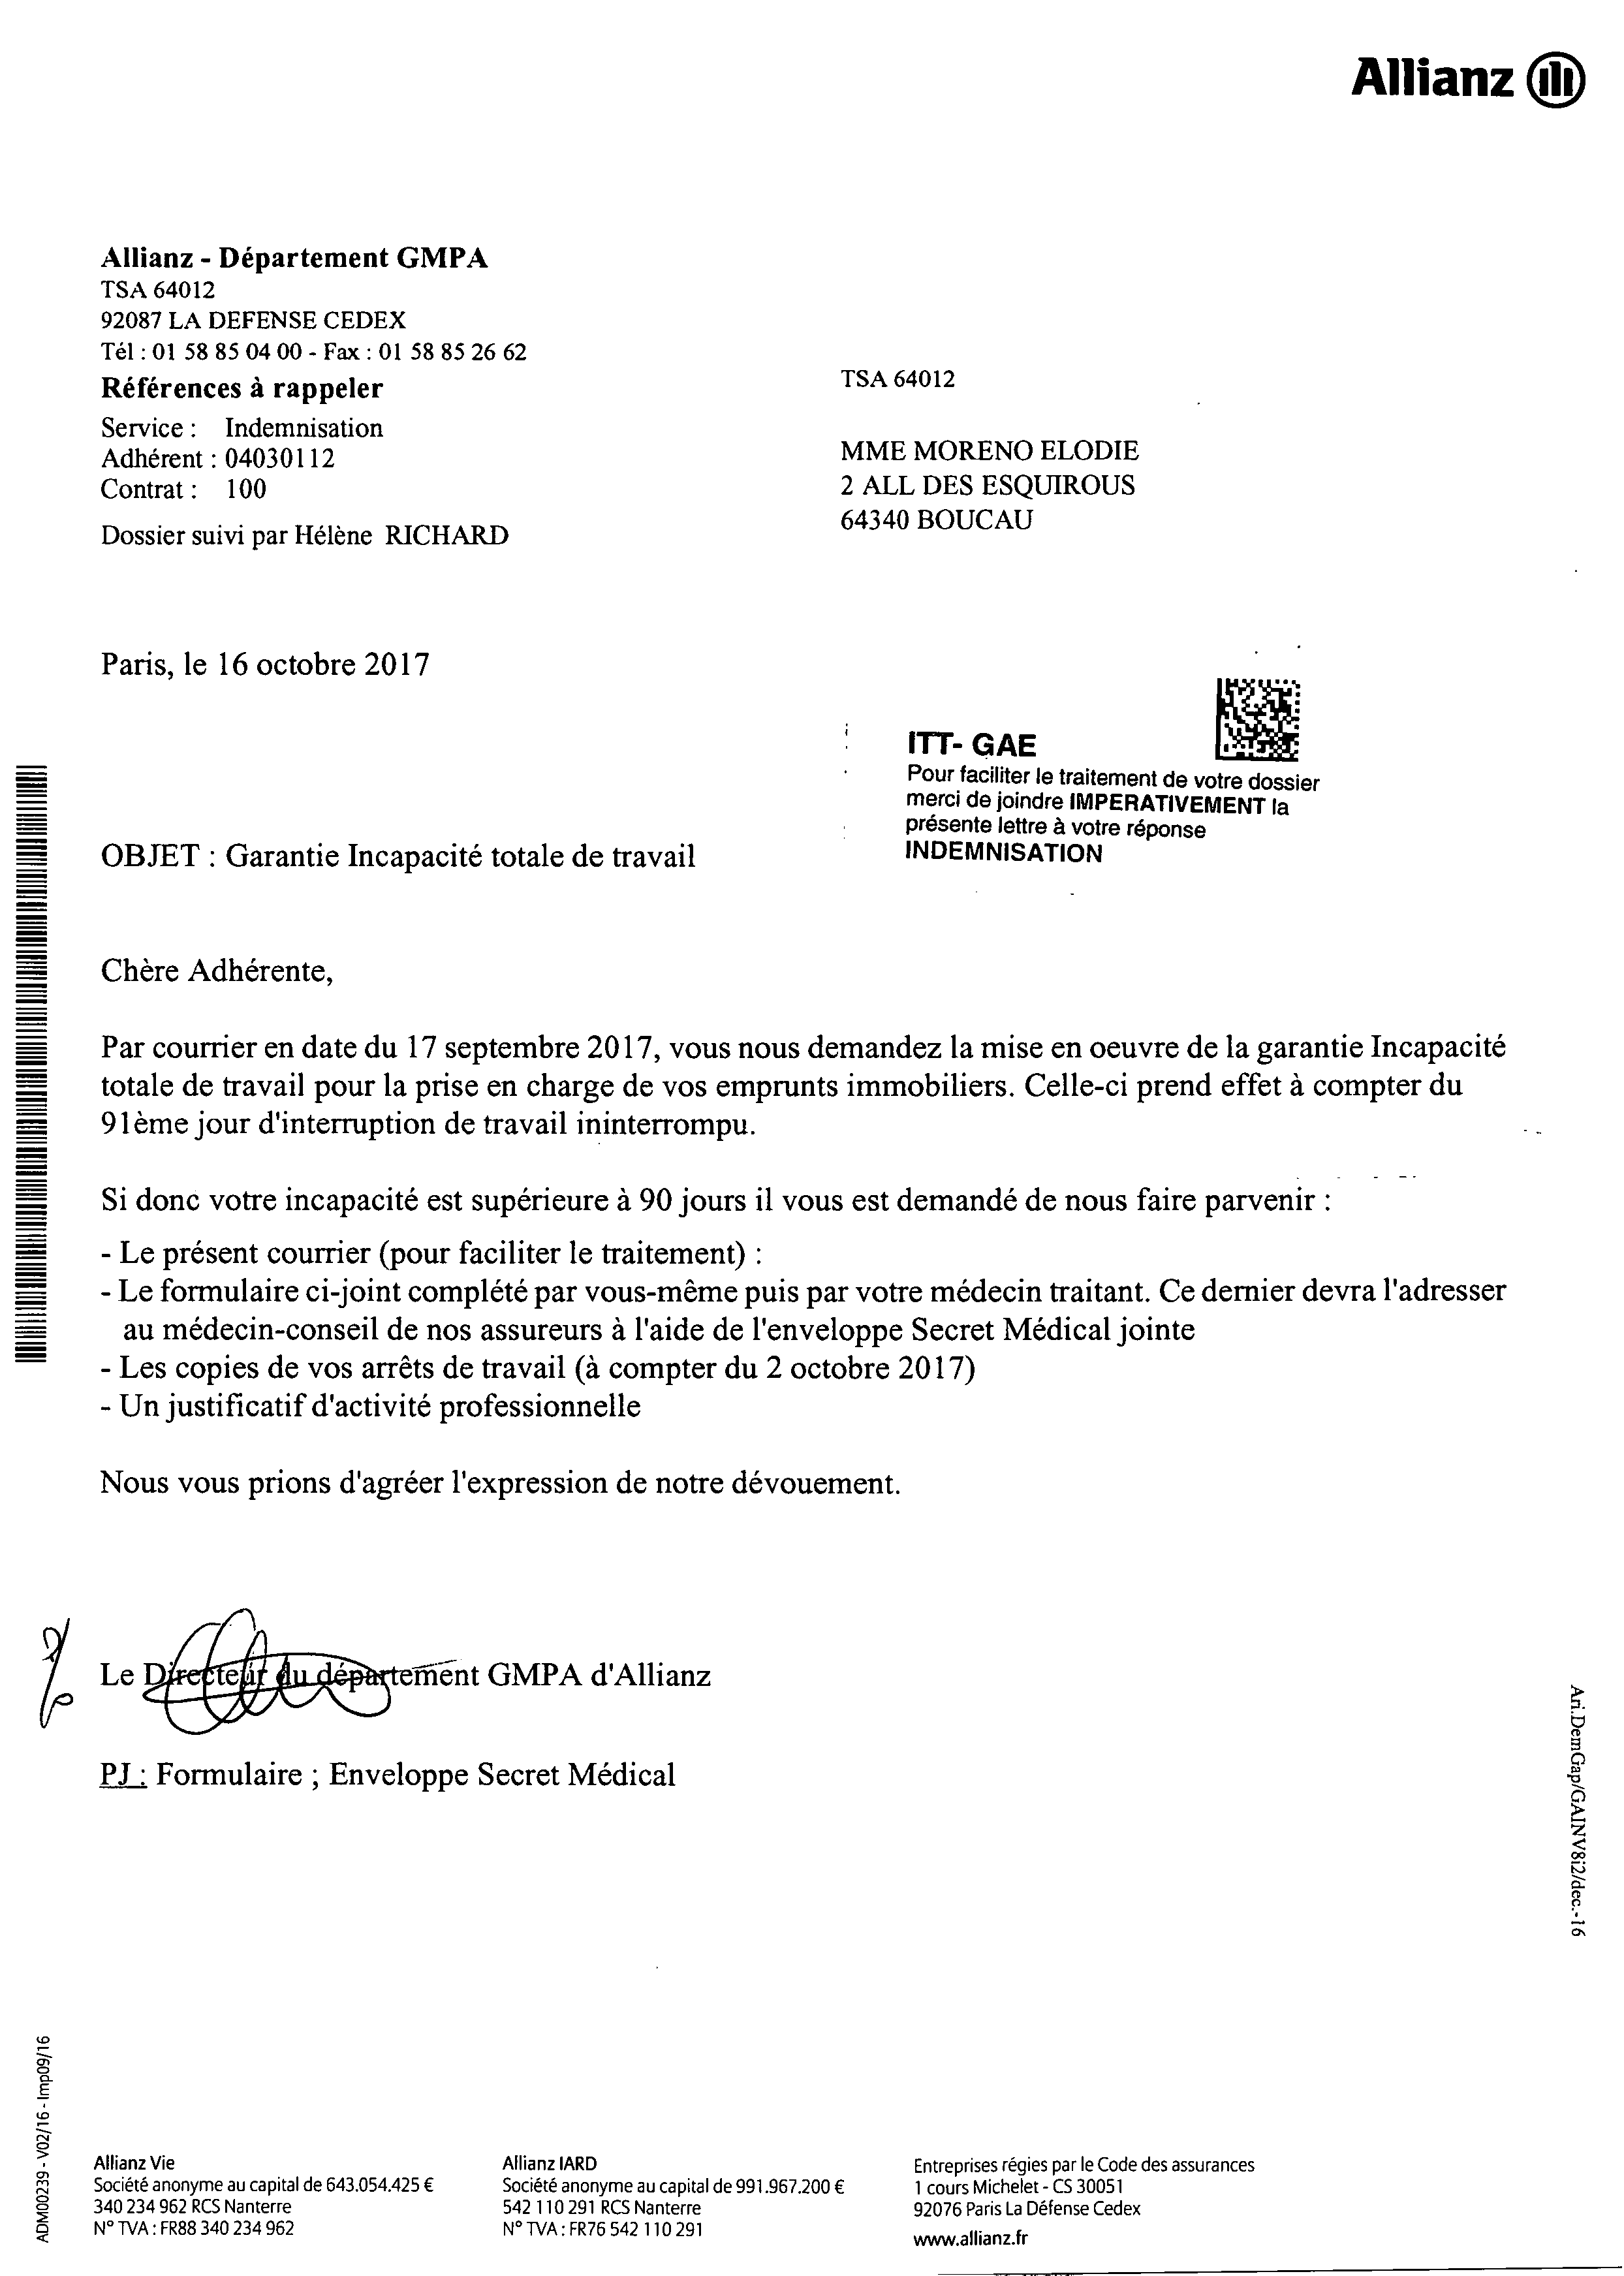 Allianz
Allianz - Département GMPA
TSA 64012
92087 LA DEFENSE CEDEX
Tél : 01 58 85 04 00 - Fax : 01 58 85 26 62
Références à rappeler
Service : Indemnisation
Adhérent : 04030112
Contrat : 100
Dossier suivi par Hélène RICHARD
TSA 64012
MME MORENO ELODIE
2 ALL DES ESQUIROUS
64340 BOUCAU
Paris, le 16 octobre 2017
ITT- GAE
Pour faciliter le traitement de votre dossier
merci de joindre IMPERATIVEMENT la
présente lettre à votre réponse
INDEMNISATION
OBJET : Garantie Incapacité totale de travail
Chère Adhérente,
Par courrier en date du 17 septembre 2017, vous nous demandez la mise en oeuvre de la garantie Incapacité
totale de travail pour la prise en charge de vos emprunts immobiliers. Celle-ci prend effet à compter du
91ème jour d'interruption de travail ininterrompu.
Si donc votre incapacité est supérieure à 90 jours il vous est demandé de nous faire parvenir :
- Le présent courrier (pour faciliter le traitement) :
- Le formulaire ci-joint complété par vous-même puis par votre médecin traitant. Ce dernier devra l'adresser
au médecin-conseil de nos assureurs à l'aide de l'enveloppe Secret Médical jointe
- Les copies de vos arrêts de travail (à compter du 2 octobre 2017)
- Un justificatif d'activité professionnelle
Nous vous prions d'agréer l'expression de notre dévouement.
Le Directeur du département GMPA d'Allianz
PJ : Formulaire ; Enveloppe Secret Médical
Ari.DemGap/GAINV8i2/dec.-16
ADM00239 - V02/16 - Imp09/16
Allianz Vie
Société anonyme au capital de 643.054.425 €
340 234 962 RCS Nanterre
N° TVA : FR88 340 234 962
Allianz IARD
Société anonyme au capital de 991.967.200 €
542 110 291 RCS Nanterre
N° TVA : FR76 542 110 291
Entreprises régies par le Code des assurances
1 cours Michelet - CS 30051
92076 Paris La Défense Cedex
www.allianz.fr